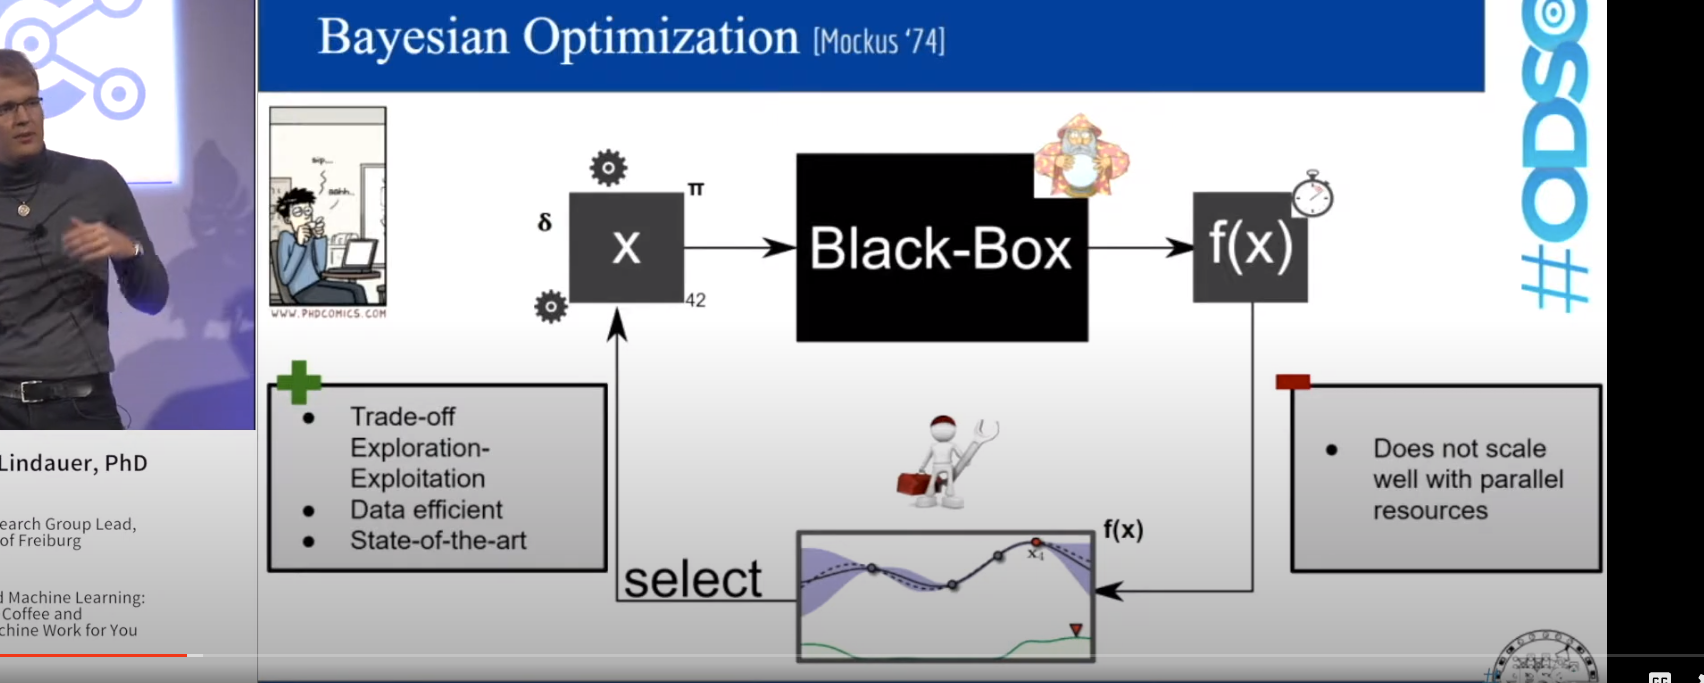 Bayesian Optimization [Mockus ‘74]
#ODSC
sip...
aahh..
WWW.PHDCOMICS.COM
δ
π
x
42
Black-Box
f(x)
Trade-off
Exploration-
Exploitation
Data efficient
State-of-the-art
Does not scale
well with parallel
resources
select
f(x)
x4
Lindauer, PhD
earch Group Lead,
of Freiburg
d Machine Learning:
Coffee and
chine Work for You
#